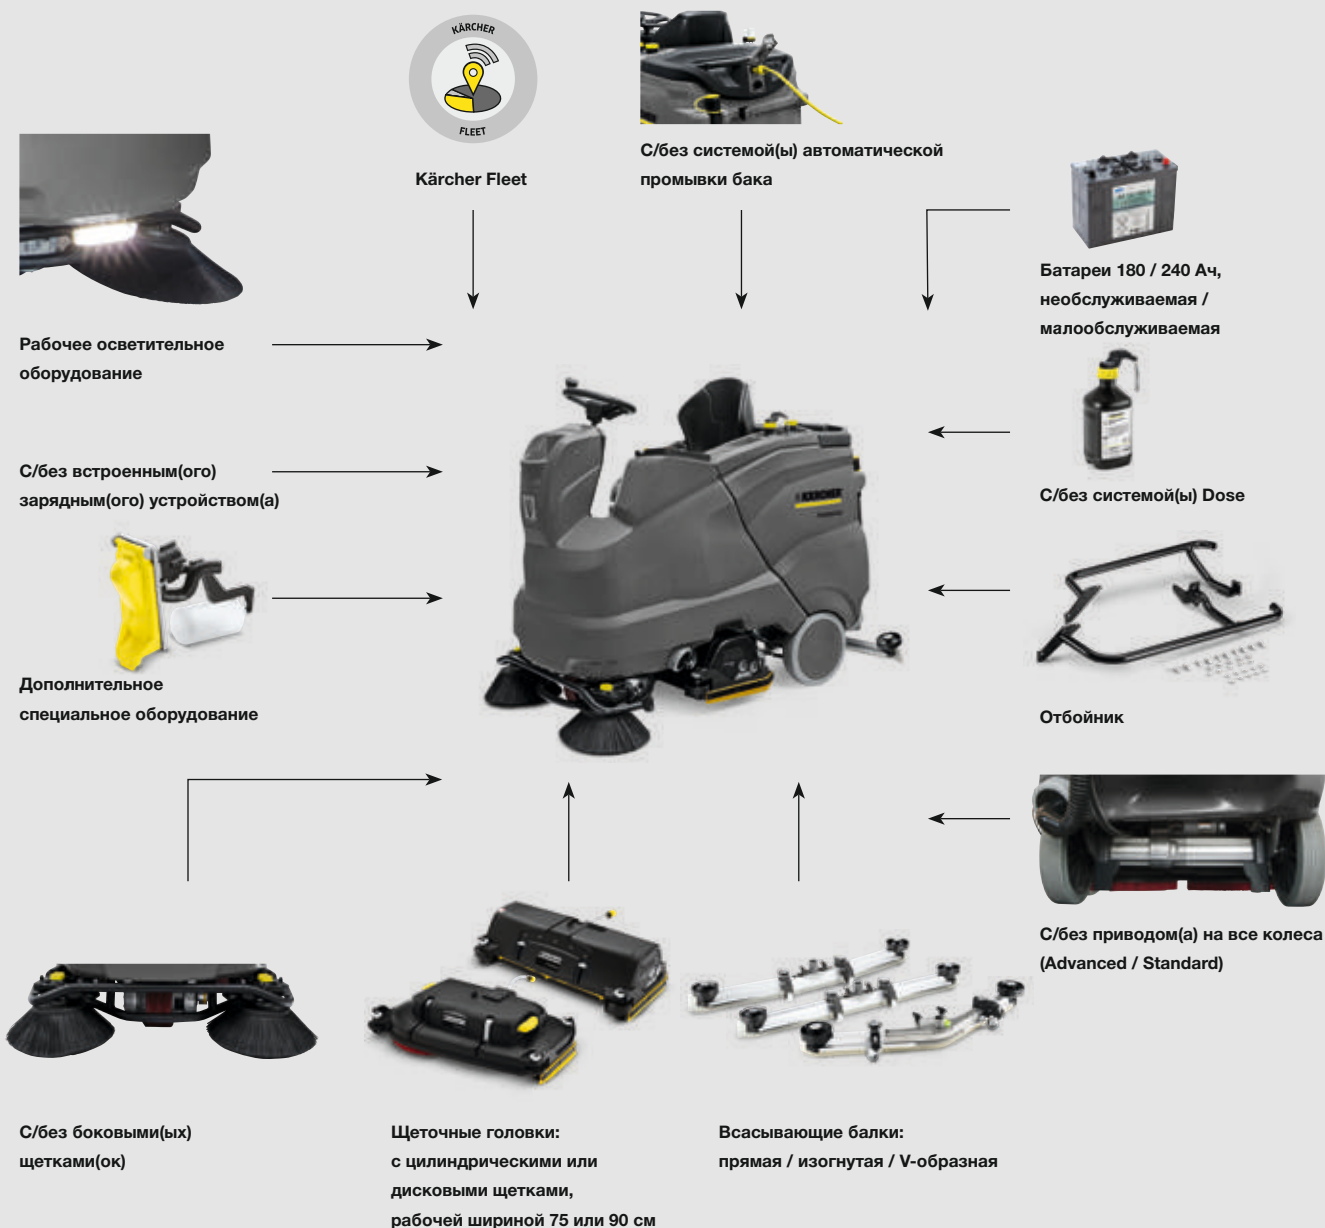 KÄRCHER
FLEET
Kärcher Fleet
С/без системой(ы) автоматической
промывки бака
Батареи 180 / 240 Ач,
необслуживаемая /
малообслуживаемая
Рабочее осветительное
оборудование
С/без встроенным(ого)
зарядным(ого) устройством(а)
KÄRCHER
С/без системой(ы) Dose
Дополнительное
специальное оборудование
Отбойник
С/без приводом(а) на все колеса
(Advanced / Standard)
С/без боковыми(ых)
щетками(ок)
Щеточные головки:
с цилиндрическими или
дисковыми щетками,
рабочей шириной 75 или 90 см
Всасывающие балки:
прямая / изогнутая / V-образная